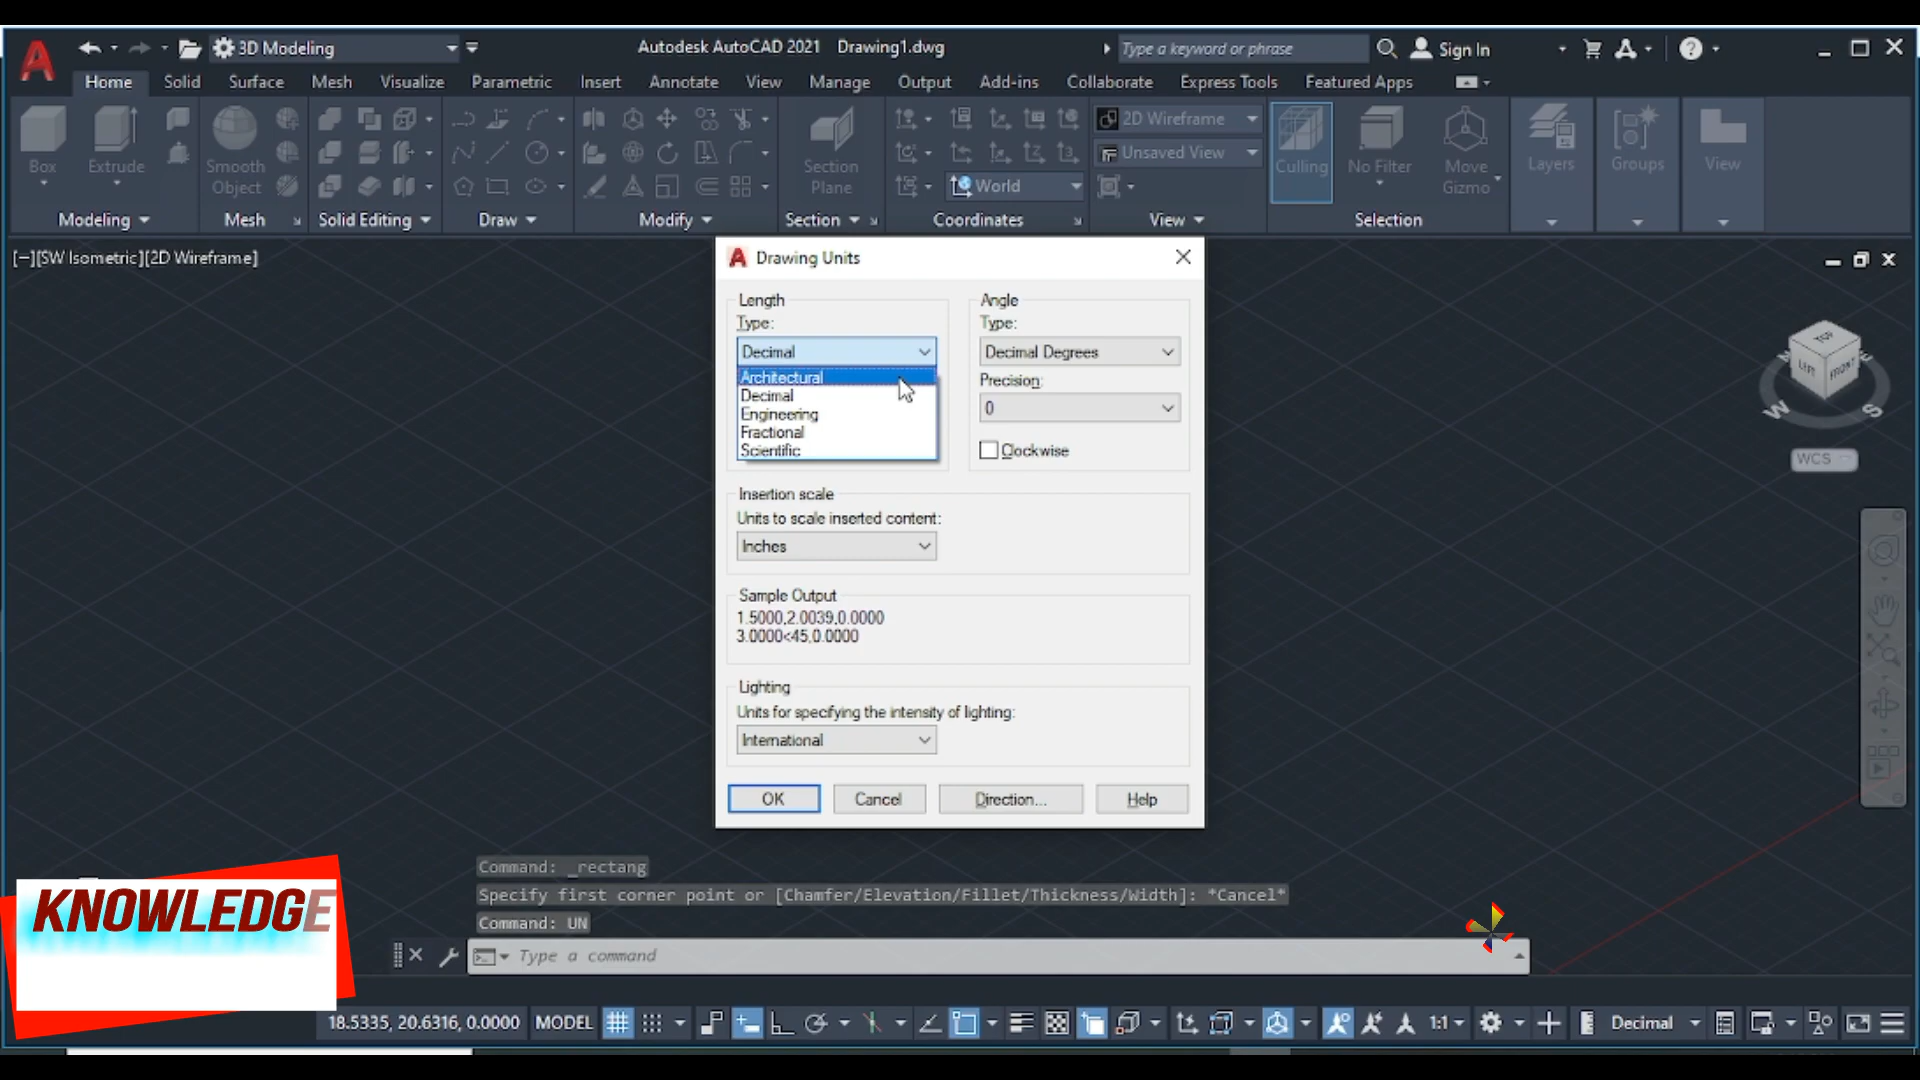 3D Modeling
Autodesk AutoCAD 2021 Drawing1.dwg
Type a keyword or phrase
Sign In
Home Solid Surface Mesh Visualize Parametric Insert Annotate View Manage Output Add-ins Collaborate Express Tools Featured Apps
2D Wireframe
Unsaved View
World
Box
Extrude
Smooth
Object
Section
Plane
Culling
No Filter
Move
Gizmo
Layers
Groups
View
Modeling
Mesh
Solid Editing
Draw
Modify
Section
Coordinates
View
Selection
[−][SW Isometric][2D Wireframe]
Drawing Units
Length
Type:
Decimal
Architectural
Decimal
Engineering
Fractional
Scientific
Angle
Type:
Decimal Degrees
Precision:
0
Clockwise
Insertion scale
Units to scale inserted content:
Inches
Sample Output
1.5000,2.0039,0.0000
3.0000<45,0.0000
Lighting
Units for specifying the intensity of lighting:
International
OK
Cancel
Direction...
Help
TOP
LEFT
FRONT
W
S
WCS
Command: _rectang
Specify first corner point or [Chamfer/Elevation/Fillet/Thickness/Width]: *Cancel*
Command: UN
Type a command
KNOWLEDGE
18.5335, 20.6316, 0.0000
MODEL
1:1
Decimal